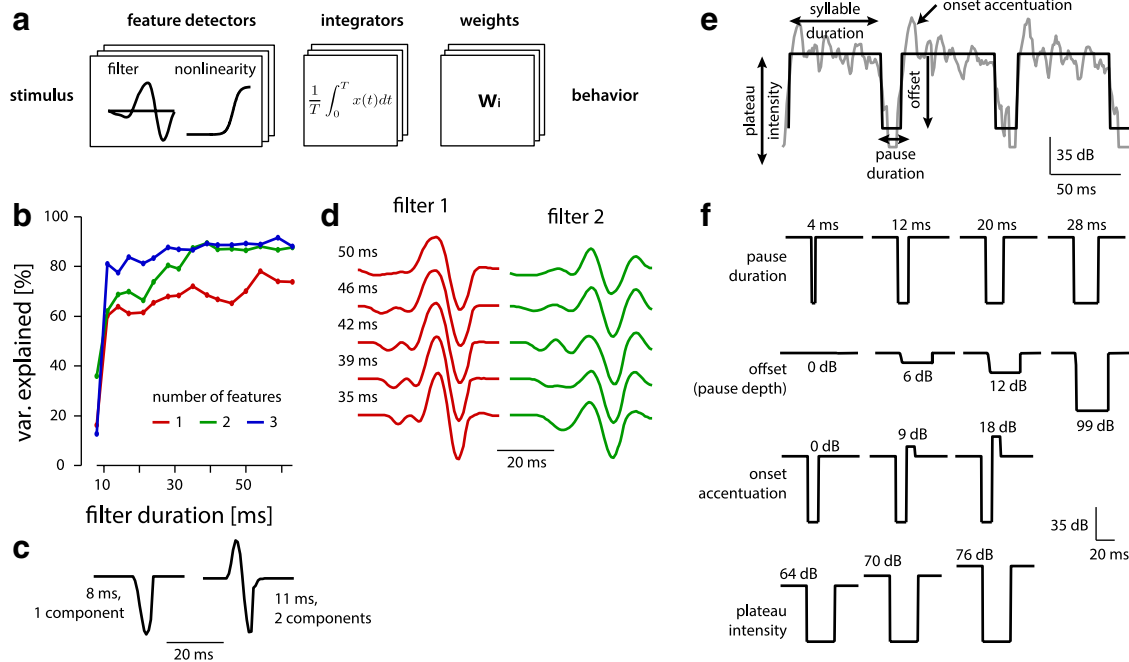 a
feature detectors
integrators
weights
stimulus
filter
nonlinearity
1/T ∫₀ᵀ x(t)dt
Wᵢ
behavior
b
100
80
60
40
20
0
var. explained [%]
number of features
1 2 3
10 30 50
filter duration [ms]
c
8 ms,
1 component
11 ms,
2 components
20 ms
d
filter 1
filter 2
50 ms
46 ms
42 ms
39 ms
35 ms
20 ms
e
onset accentuation
syllable
duration
plateau
intensity
offset
pause
duration
35 dB
50 ms
f
4 ms 12 ms 20 ms 28 ms
pause
duration
offset
(pause depth)
0 dB
6 dB
12 dB
99 dB
onset
accentuation
0 dB
9 dB
18 dB
35 dB
20 ms
plateau
intensity
64 dB
70 dB
76 dB